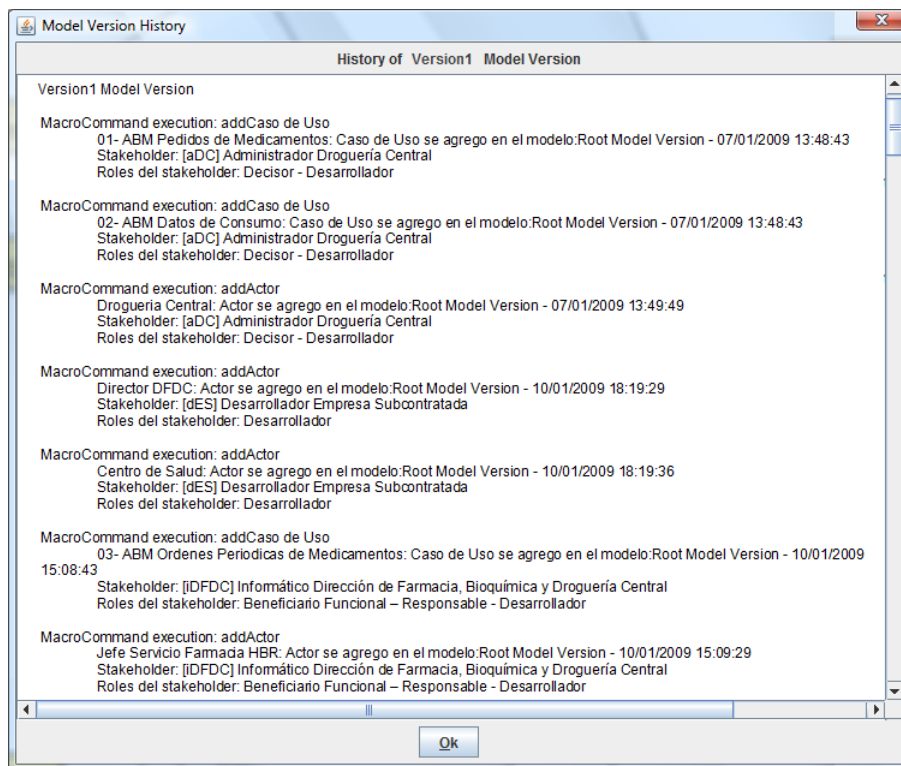 Model Version History
History of Version1 Model Version
Version1 Model Version
MacroCommand execution: addCaso de Uso
01- ABM Pedidos de Medicamentos: Caso de Uso se agrego en el modelo:Root Model Version - 07/01/2009 13:48:43
Stakeholder: [aDC] Administrador Droguería Central
Roles del stakeholder: Decisor - Desarrollador
MacroCommand execution: addCaso de Uso
02- ABM Datos de Consumo: Caso de Uso se agrego en el modelo:Root Model Version - 07/01/2009 13:48:43
Stakeholder: [aDC] Administrador Droguería Central
Roles del stakeholder: Decisor - Desarrollador
MacroCommand execution: addActor
Drogueria Central: Actor se agrego en el modelo:Root Model Version - 07/01/2009 13:49:49
Stakeholder: [aDC] Administrador Droguería Central
Roles del stakeholder: Decisor - Desarrollador
MacroCommand execution: addActor
Director DFDC: Actor se agrego en el modelo:Root Model Version - 10/01/2009 18:19:29
Stakeholder: [dES] Desarrollador Empresa Subcontratada
Roles del stakeholder: Desarrollador
MacroCommand execution: addActor
Centro de Salud: Actor se agrego en el modelo:Root Model Version - 10/01/2009 18:19:36
Stakeholder: [dES] Desarrollador Empresa Subcontratada
Roles del stakeholder: Desarrollador
MacroCommand execution: addCaso de Uso
03- ABM Ordenes Periodicas de Medicamentos: Caso de Uso se agrego en el modelo:Root Model Version - 10/01/2009
15:08:43
Stakeholder: [iDFDC] Informático Dirección de Farmacia, Bioquímica y Droguería Central
Roles del stakeholder: Beneficiario Funcional – Responsable - Desarrollador
MacroCommand execution: addActor
Jefe Servicio Farmacia HBR: Actor se agrego en el modelo:Root Model Version - 10/01/2009 15:09:29
Stakeholder: [iDFDC] Informático Dirección de Farmacia, Bioquímica y Droguería Central
Roles del stakeholder: Beneficiario Funcional – Responsable - Desarrollador
Ok